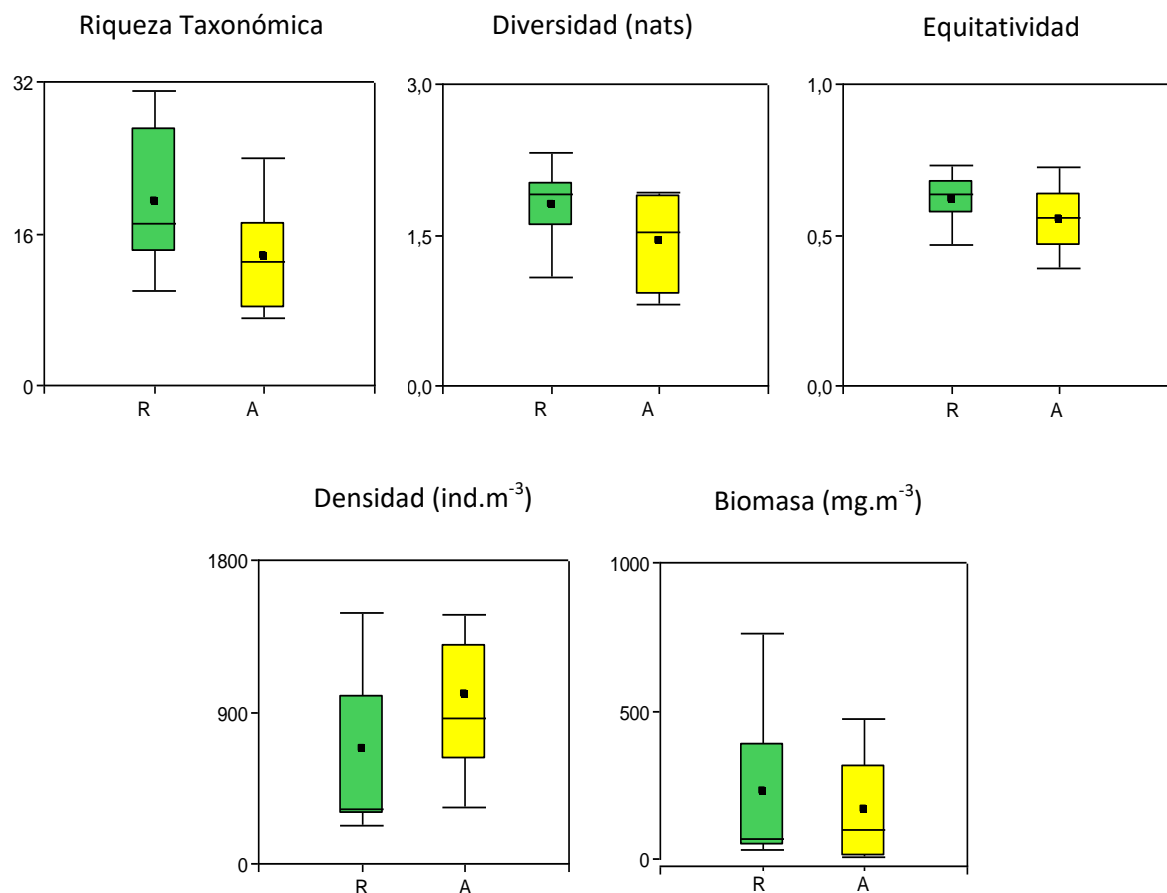 Riqueza Taxonómica
Diversidad (nats)
Equitatividad
32
16
0
R
A
3,0
1,5
0,0
R
A
1,0
0,5
0,0
R
A
Densidad (ind.m⁻³)
Biomasa (mg.m⁻³)
1800
900
0
R
A
1000
500
0
R
A